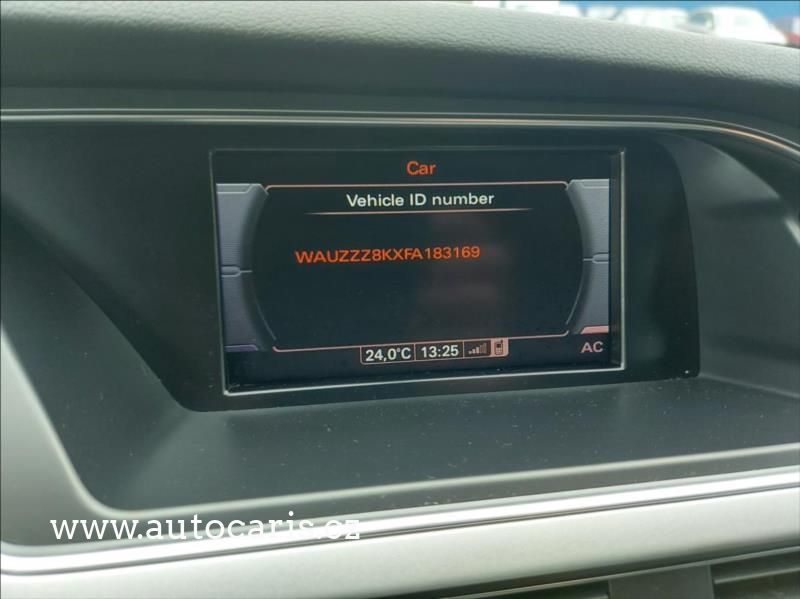 Car
Vehicle ID number
WAUZZZ8KXFA183169
24,0°C 13:25
AC
www.autocaris.cz